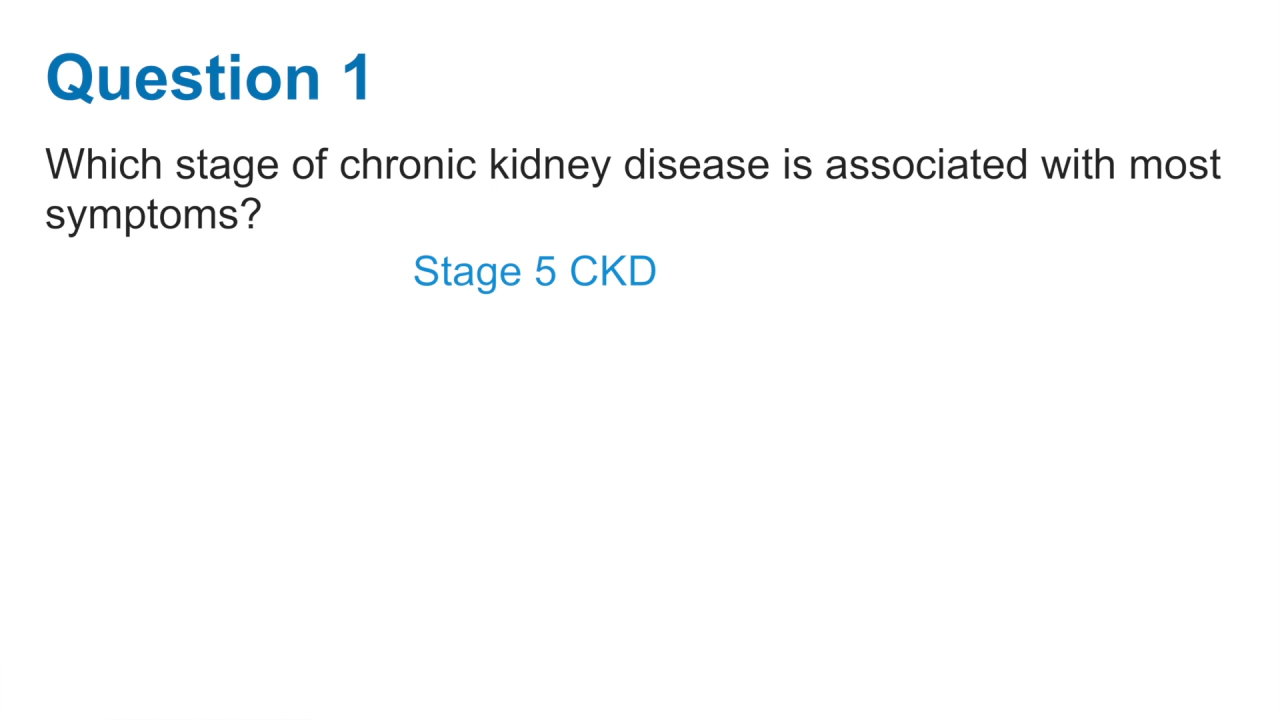 Question 1
Which stage of chronic kidney disease is associated with most
symptoms?
Stage 5 CKD